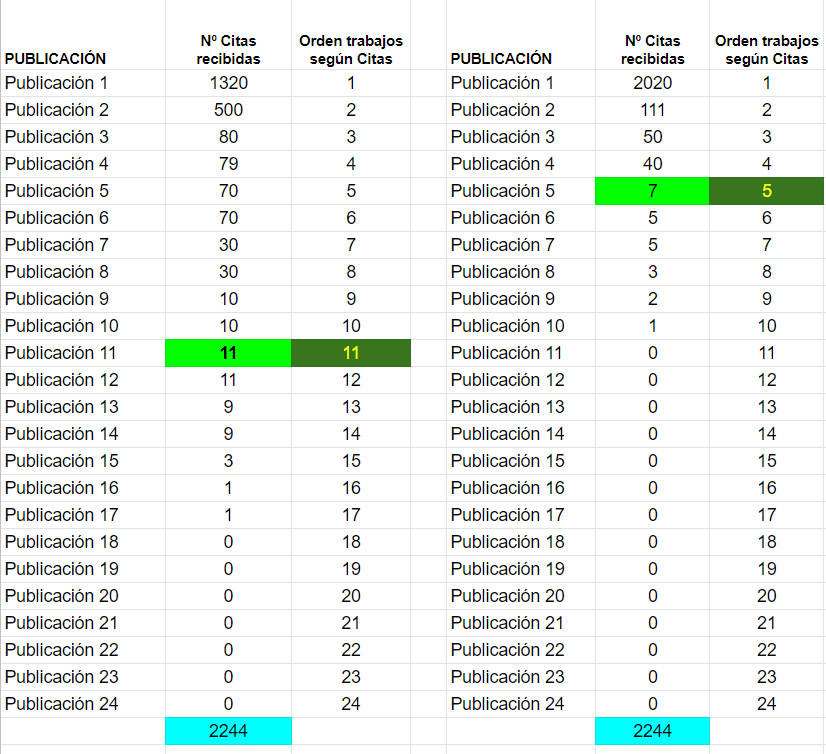 Nº Citas Orden trabajos Nº Citas Orden trabajos
PUBLICACIÓN recibidas según Citas PUBLICACIÓN recibidas según Citas
Publicación 1 1320 1 Publicación 1 2020 1
Publicación 2 500 2 Publicación 2 111 2
Publicación 3 80 3 Publicación 3 50 3
Publicación 4 79 4 Publicación 4 40 4
Publicación 5 70 5 Publicación 5 7 5
Publicación 6 70 6 Publicación 6 5 6
Publicación 7 30 7 Publicación 7 5 7
Publicación 8 30 8 Publicación 8 3 8
Publicación 9 10 9 Publicación 9 2 9
Publicación 10 10 10 Publicación 10 1 10
Publicación 11 11 11 Publicación 11 0 11
Publicación 12 11 12 Publicación 12 0 12
Publicación 13 9 13 Publicación 13 0 13
Publicación 14 9 14 Publicación 14 0 14
Publicación 15 3 15 Publicación 15 0 15
Publicación 16 1 16 Publicación 16 0 16
Publicación 17 1 17 Publicación 17 0 17
Publicación 18 0 18 Publicación 18 0 18
Publicación 19 0 19 Publicación 19 0 19
Publicación 20 0 20 Publicación 20 0 20
Publicación 21 0 21 Publicación 21 0 21
Publicación 22 0 22 Publicación 22 0 22
Publicación 23 0 23 Publicación 23 0 23
Publicación 24 0 24 Publicación 24 0 24
2244 2244